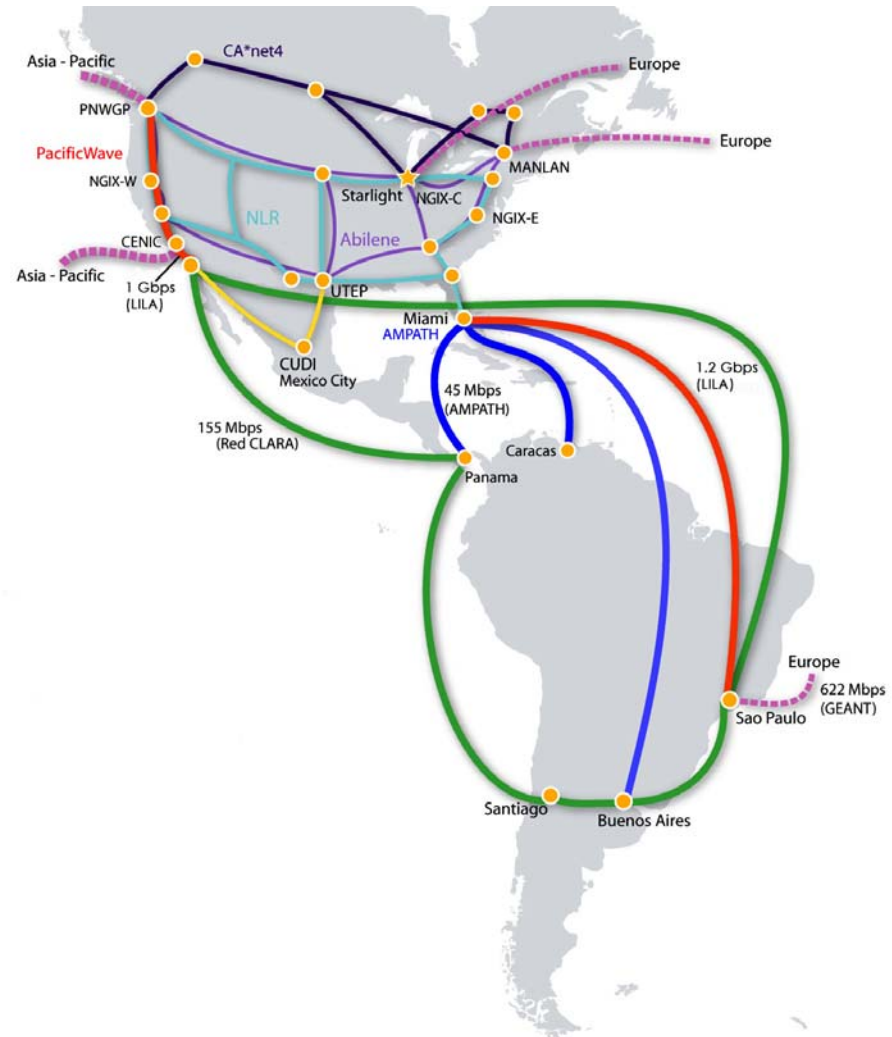 CA*net4
Asia - Pacific
Europe
PNWGP
Europe
PacificWave
MANLAN
NGIX-W
Starlight
NGIX-C
NLR
NGIX-E
Abilene
CENIC
Asia - Pacific
1 Gbps
(LILA)
UTEP
Miami
AMPATH
CUDI
Mexico City
1.2 Gbps
(LILA)
45 Mbps
(AMPATH)
155 Mbps
(Red CLARA)
Caracas
Panama
Europe
622 Mbps
(GEANT)
Sao Paulo
Santiago
Buenos Aires